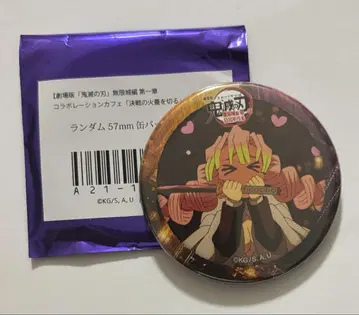 【劇場版「鬼滅の刃」無限城編 第一章
コラボレーションカフェ「決戦の火蓋を切る
ランダム 57mm 缶バッ
A 2 1 - 1
©KG/S, A, U
鬼滅の刃
©KG/S, A, U